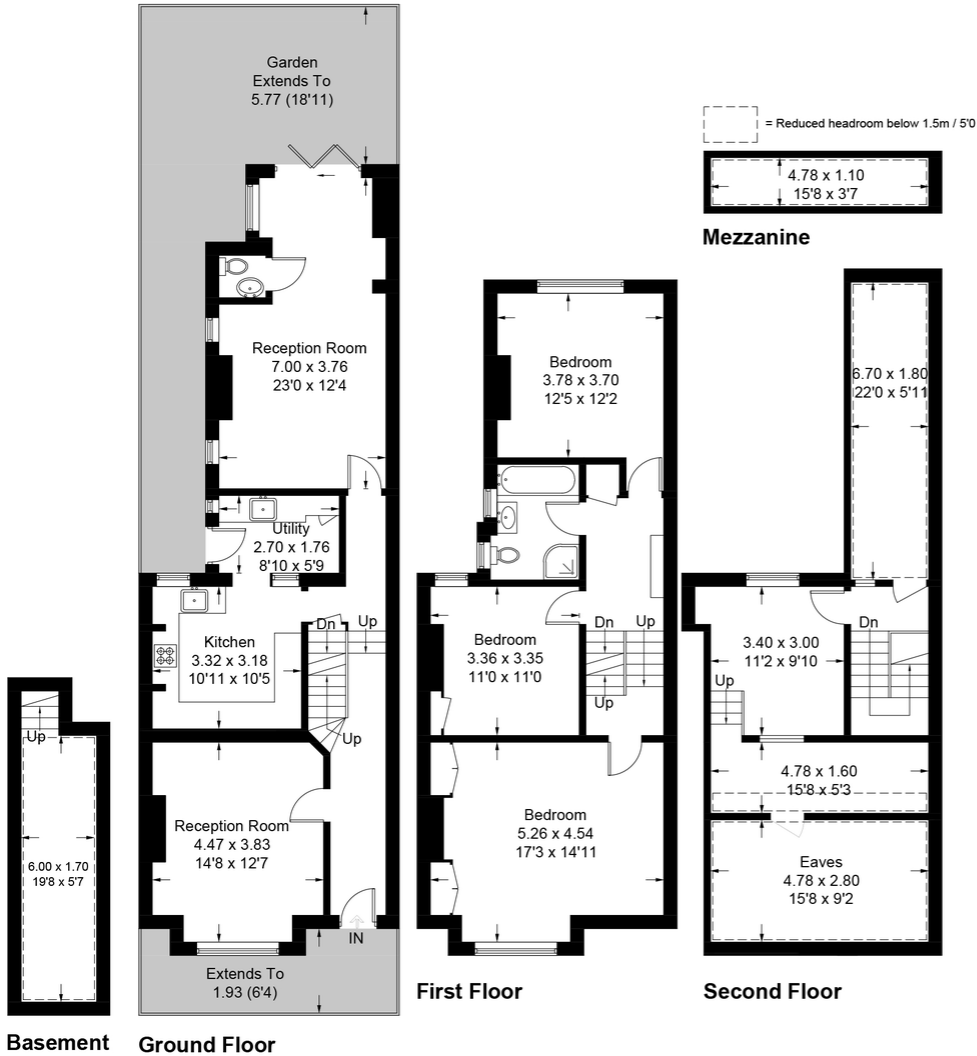 Garden
Extends To
5.77 (18'11)
= Reduced headroom below 1.5m / 5'0
4.78 x 1.10
15'8 x 3'7
Mezzanine
Reception Room
7.00 x 3.76
23'0 x 12'4
Utility
2.70 x 1.76
8'10 x 5'9
Kitchen
3.32 x 3.18
10'11 x 10'5
Dn
Up
Up
Reception Room
4.47 x 3.83
14'8 x 12'7
IN
Extends To
1.93 (6'4)
Ground Floor
Up
6.00 x 1.70
19'8 x 5'7
Basement
Bedroom
3.78 x 3.70
12'5 x 12'2
Bedroom
3.36 x 3.35
11'0 x 11'0
Dn
Up
Up
Bedroom
5.26 x 4.54
17'3 x 14'11
First Floor
6.70 x 1.80
22'0 x 5'11
3.40 x 3.00
11'2 x 9'10
Dn
Up
4.78 x 1.60
15'8 x 5'3
Eaves
4.78 x 2.80
15'8 x 9'2
Second Floor